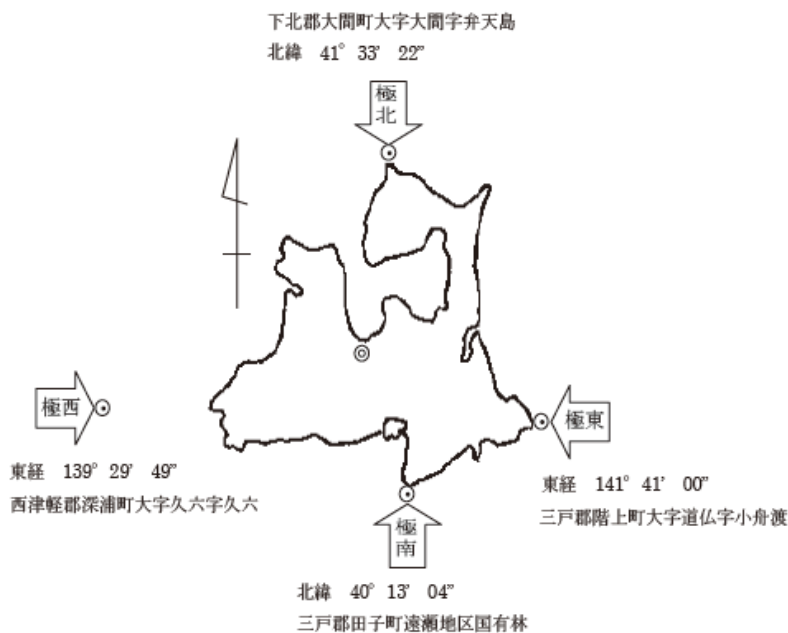 下北郡大間町大字大間字弁天島
北緯 41° 33’ 22”
極北
極西
東経 139° 29’ 49”
西津軽郡深浦町大字久六字久六
極東
東経 141° 41’ 00”
三戸郡階上町大字道仏字小舟渡
極南
北緯 40° 13’ 04”
三戸郡田子町遠瀬地区国有林